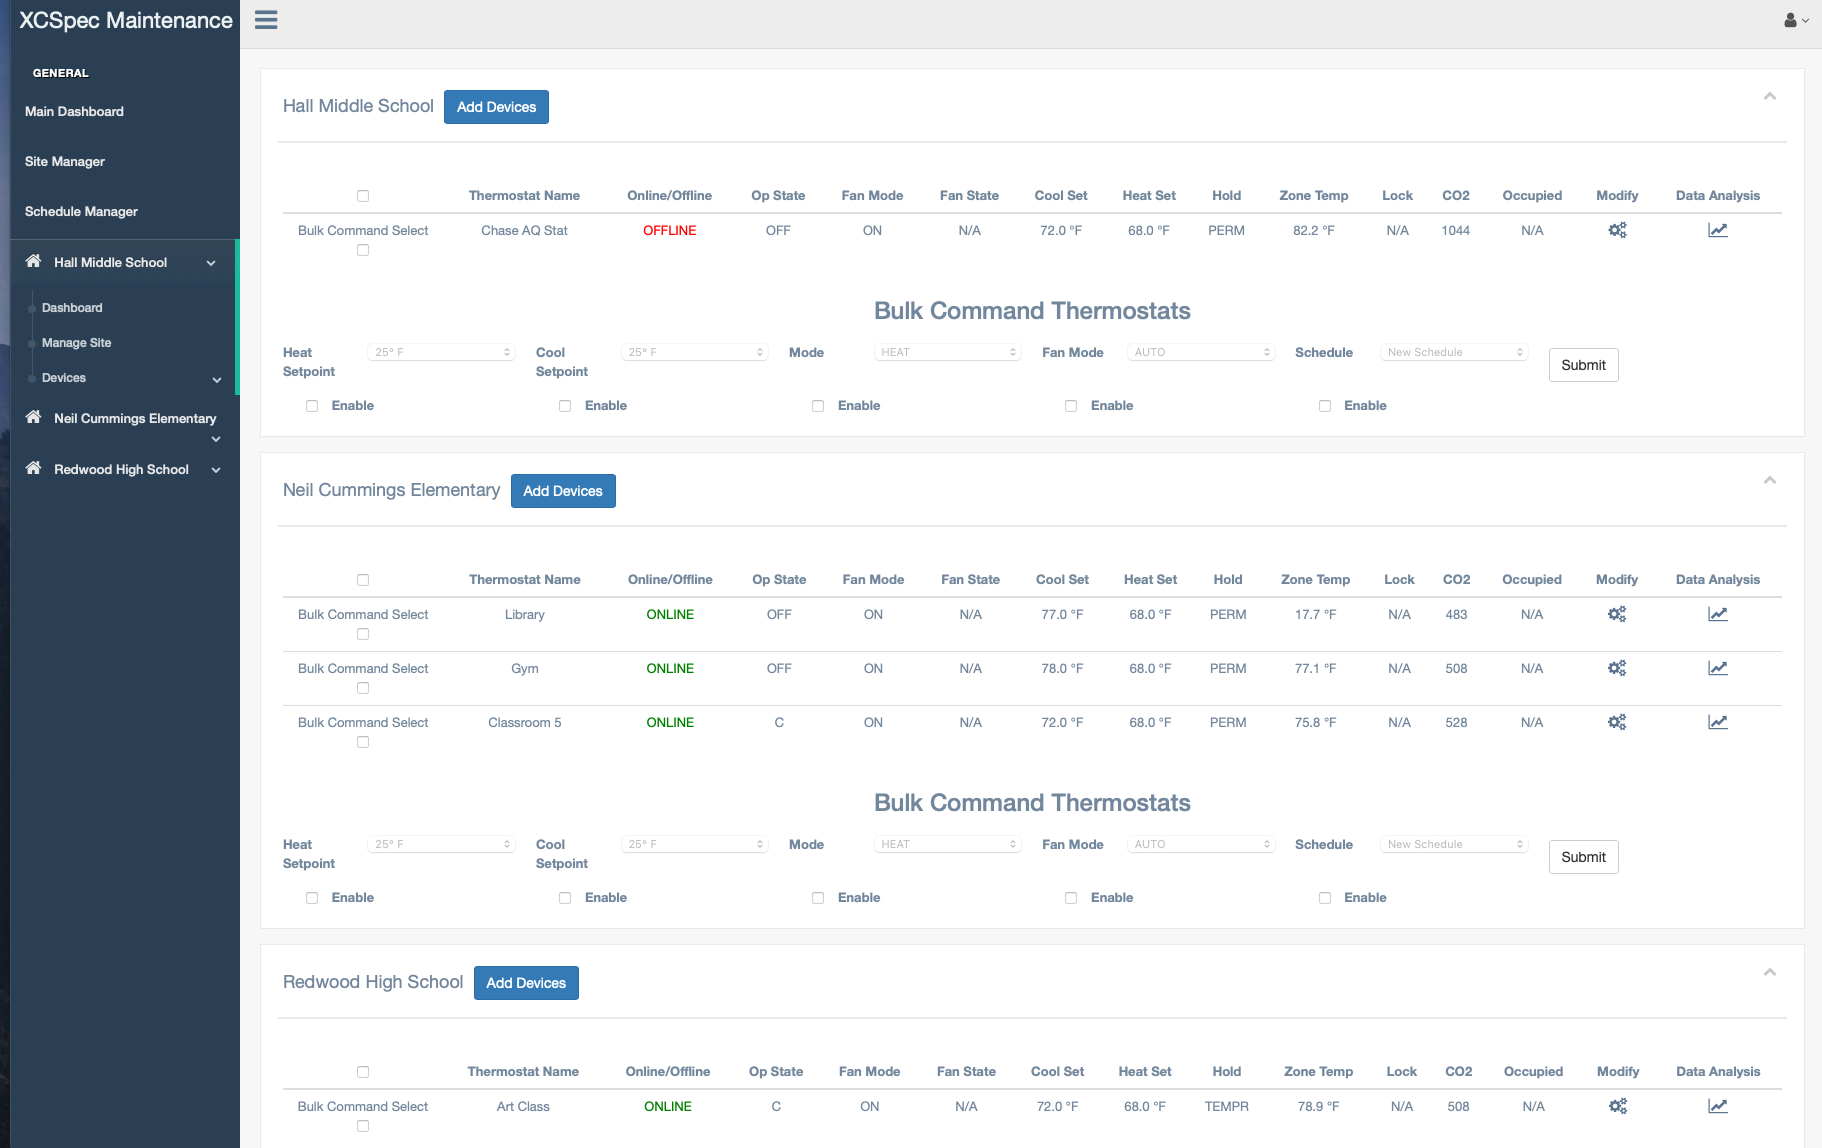 XCSpec Maintenance
GENERAL
Main Dashboard
Site Manager
Schedule Manager
Hall Middle School
Dashboard
Manage Site
Devices
Neil Cummings Elementary
Redwood High School
Hall Middle School Add Devices
Thermostat Name Online/Offline Op State Fan Mode Fan State Cool Set Heat Set Hold Zone Temp Lock CO2 Occupied Modify Data Analysis
Bulk Command Select Chase AQ Stat OFFLINE OFF ON N/A 72.0 °F 68.0 °F PERM 82.2 °F N/A 1044 N/A
Bulk Command Thermostats
Heat Setpoint 25° F Cool Setpoint 25° F Mode HEAT Fan Mode AUTO Schedule New Schedule Submit
Enable Enable Enable Enable Enable
Neil Cummings Elementary Add Devices
Thermostat Name Online/Offline Op State Fan Mode Fan State Cool Set Heat Set Hold Zone Temp Lock CO2 Occupied Modify Data Analysis
Bulk Command Select Library ONLINE OFF ON N/A 77.0 °F 68.0 °F PERM 17.7 °F N/A 483 N/A
Bulk Command Select Gym ONLINE OFF ON N/A 78.0 °F 68.0 °F PERM 77.1 °F N/A 508 N/A
Bulk Command Select Classroom 5 ONLINE C ON N/A 72.0 °F 68.0 °F PERM 75.8 °F N/A 528 N/A
Bulk Command Thermostats
Heat Setpoint 25° F Cool Setpoint 25° F Mode HEAT Fan Mode AUTO Schedule New Schedule Submit
Enable Enable Enable Enable Enable
Redwood High School Add Devices
Thermostat Name Online/Offline Op State Fan Mode Fan State Cool Set Heat Set Hold Zone Temp Lock CO2 Occupied Modify Data Analysis
Bulk Command Select Art Class ONLINE C ON N/A 72.0 °F 68.0 °F TEMPR 78.9 °F N/A 508 N/A